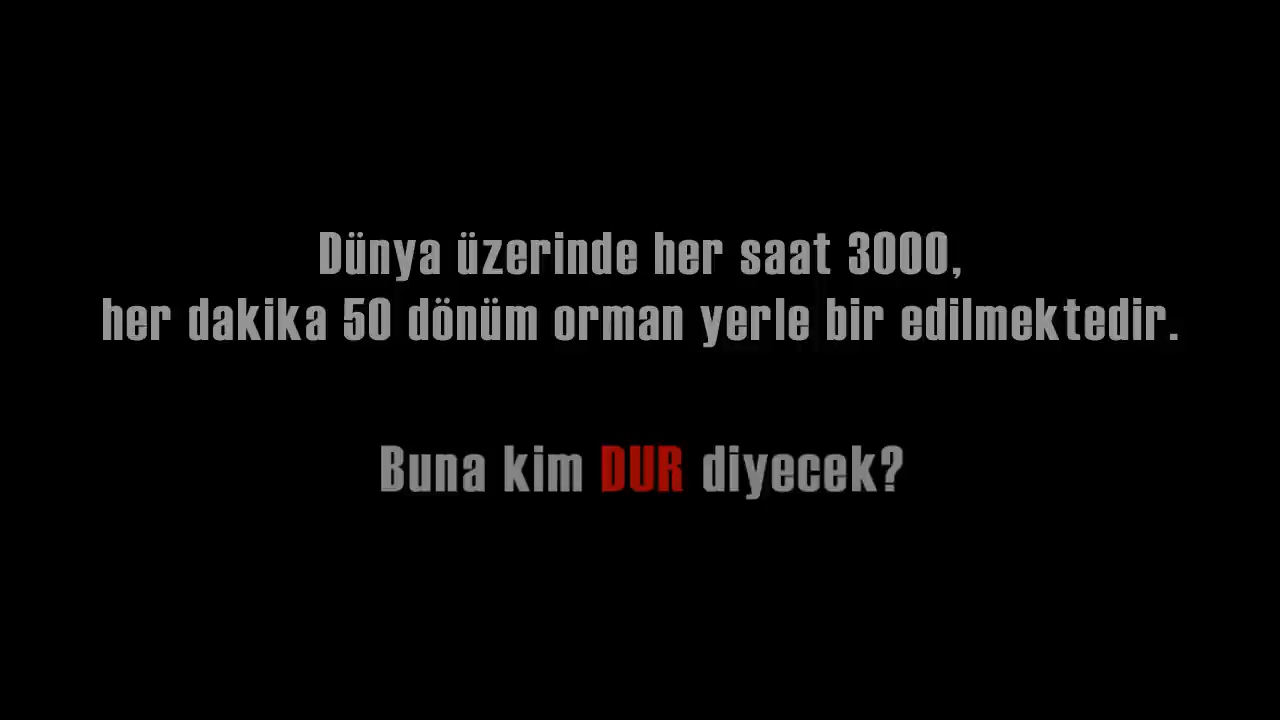 Dünya üzerinde her saat 3000,
her dakika 50 dönüm orman yerle bir edilmektedir.
Buna kim DUR diyecek?